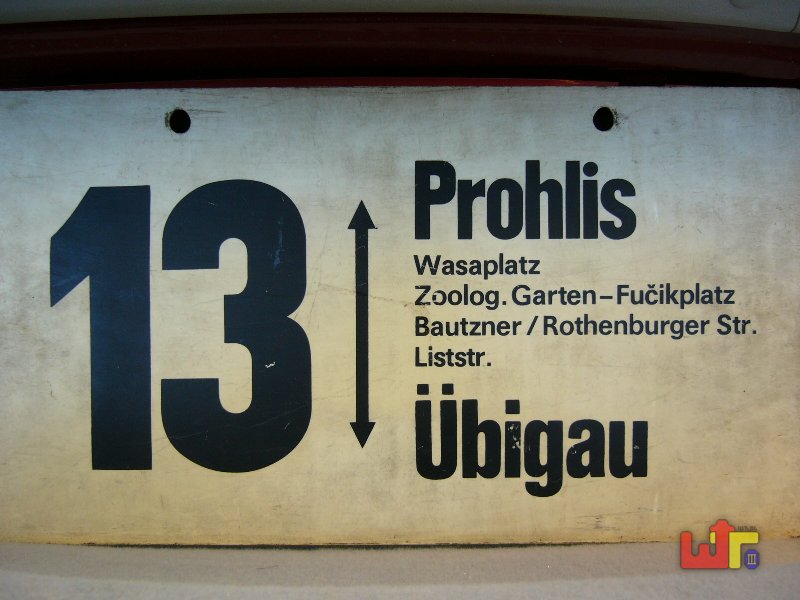 13
Prohlis
Wasaplatz
Zoolog. Garten – Fučikplatz
Bautzner / Rothenburger Str.
Liststr.
Übigau